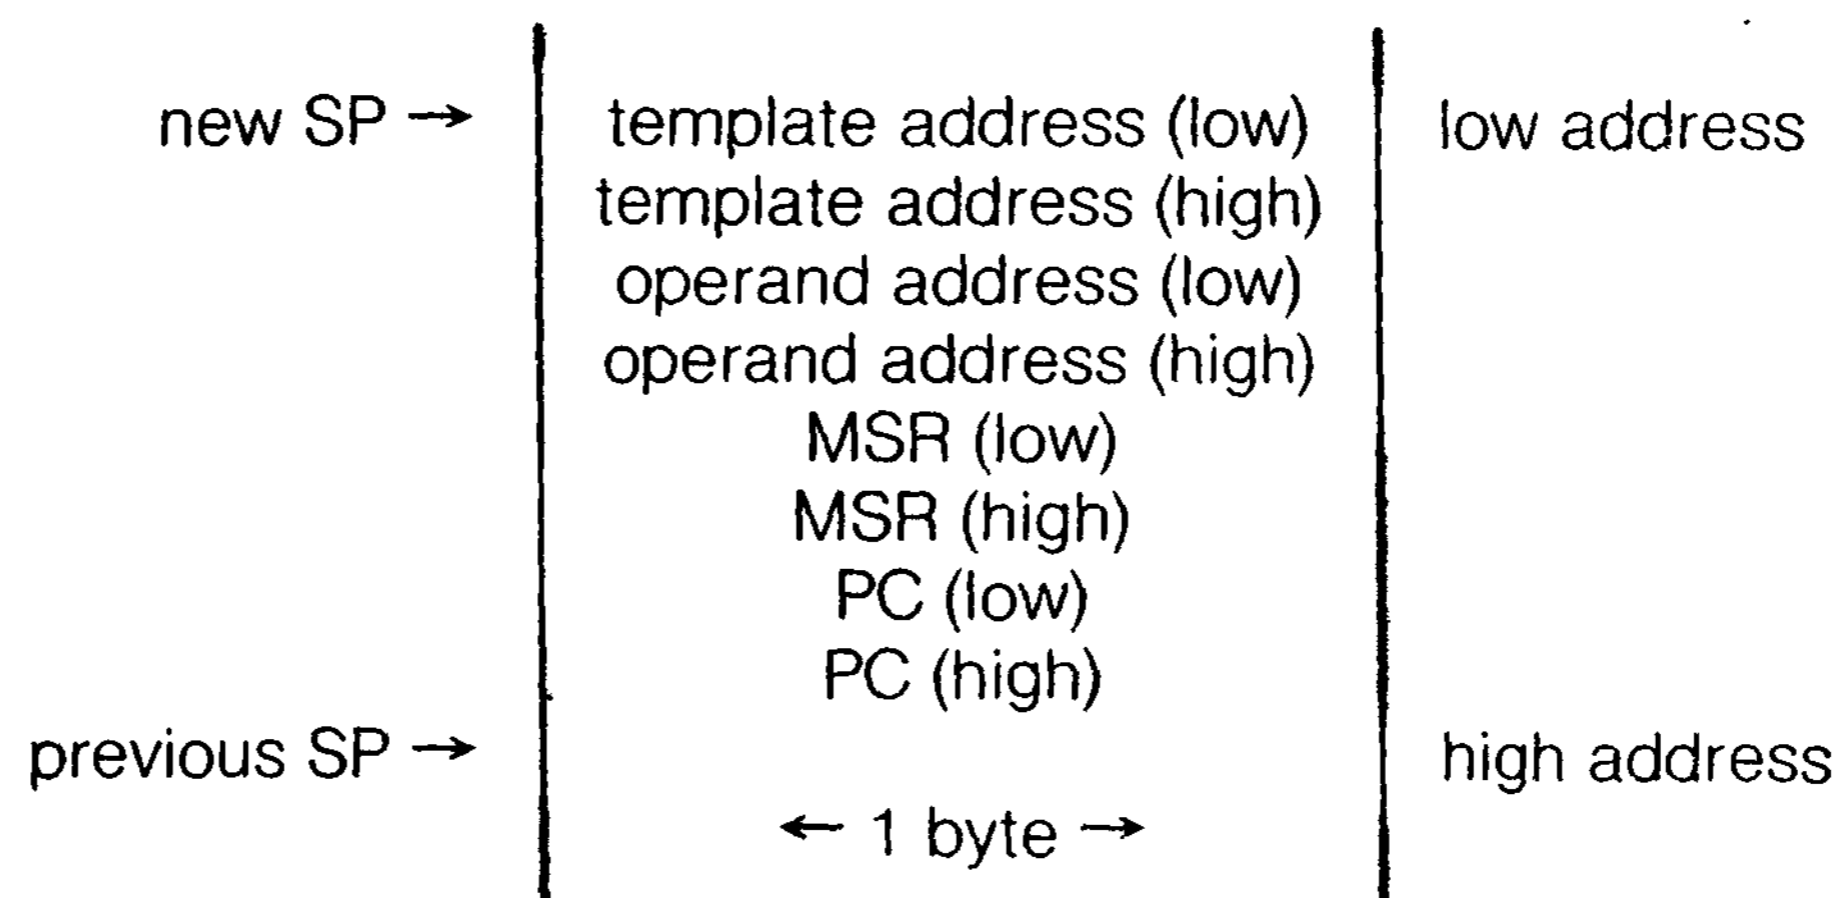 new SP → template address (low) low address
template address (high)
operand address (low)
operand address (high)
MSR (low)
MSR (high)
PC (low)
PC (high)
previous SP → high address
← 1 byte →